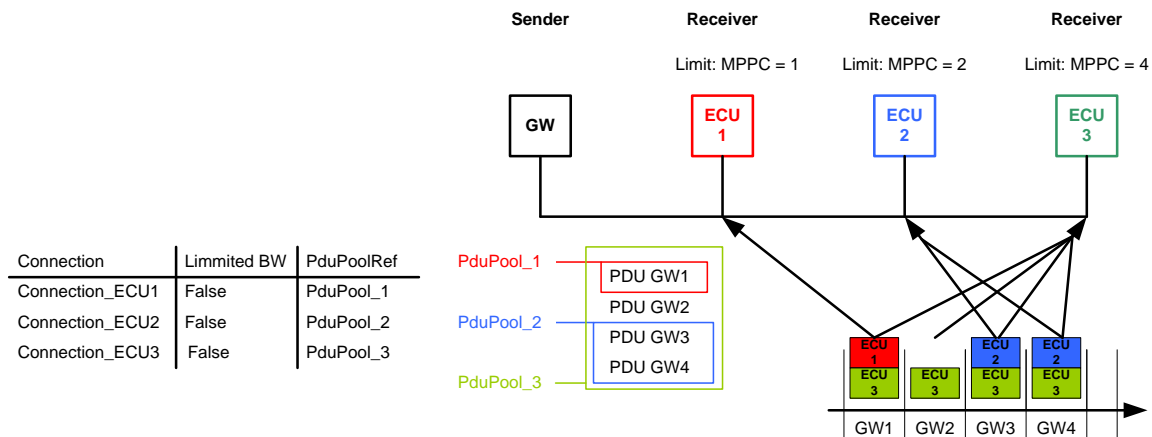 Sender Receiver Receiver Receiver
Limit: MPPC = 1 Limit: MPPC = 2 Limit: MPPC = 4
GW
ECU
1
ECU
2
ECU
3
Connection Limmited BW PduPoolRef
Connection_ECU1 False PduPool_1
Connection_ECU2 False PduPool_2
Connection_ECU3 False PduPool_3
PduPool_1
PduPool_2
PduPool_3
PDU GW1
PDU GW2
PDU GW3
PDU GW4
ECU
1
ECU
2
ECU
2
ECU
3
ECU
3
ECU
3
ECU
3
GW1 GW2 GW3 GW4